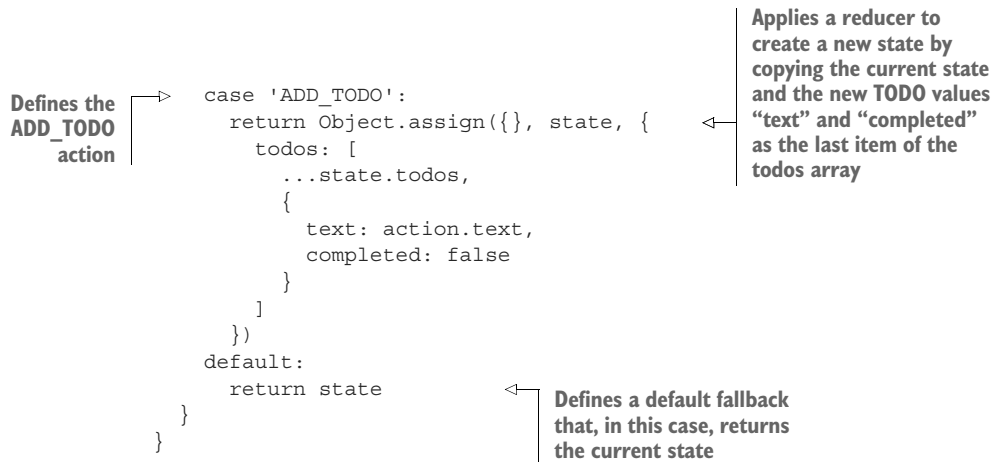 Applies a reducer to
create a new state by
copying the current state
and the new TODO values
“text” and “completed”
as the last item of the
todos array
Defines the
ADD_TODO
action
case 'ADD_TODO':
return Object.assign({}, state, {
todos: [
...state.todos,
{
text: action.text,
completed: false
}
]
})
default:
return state
}
}
Defines a default fallback
that, in this case, returns
the current state